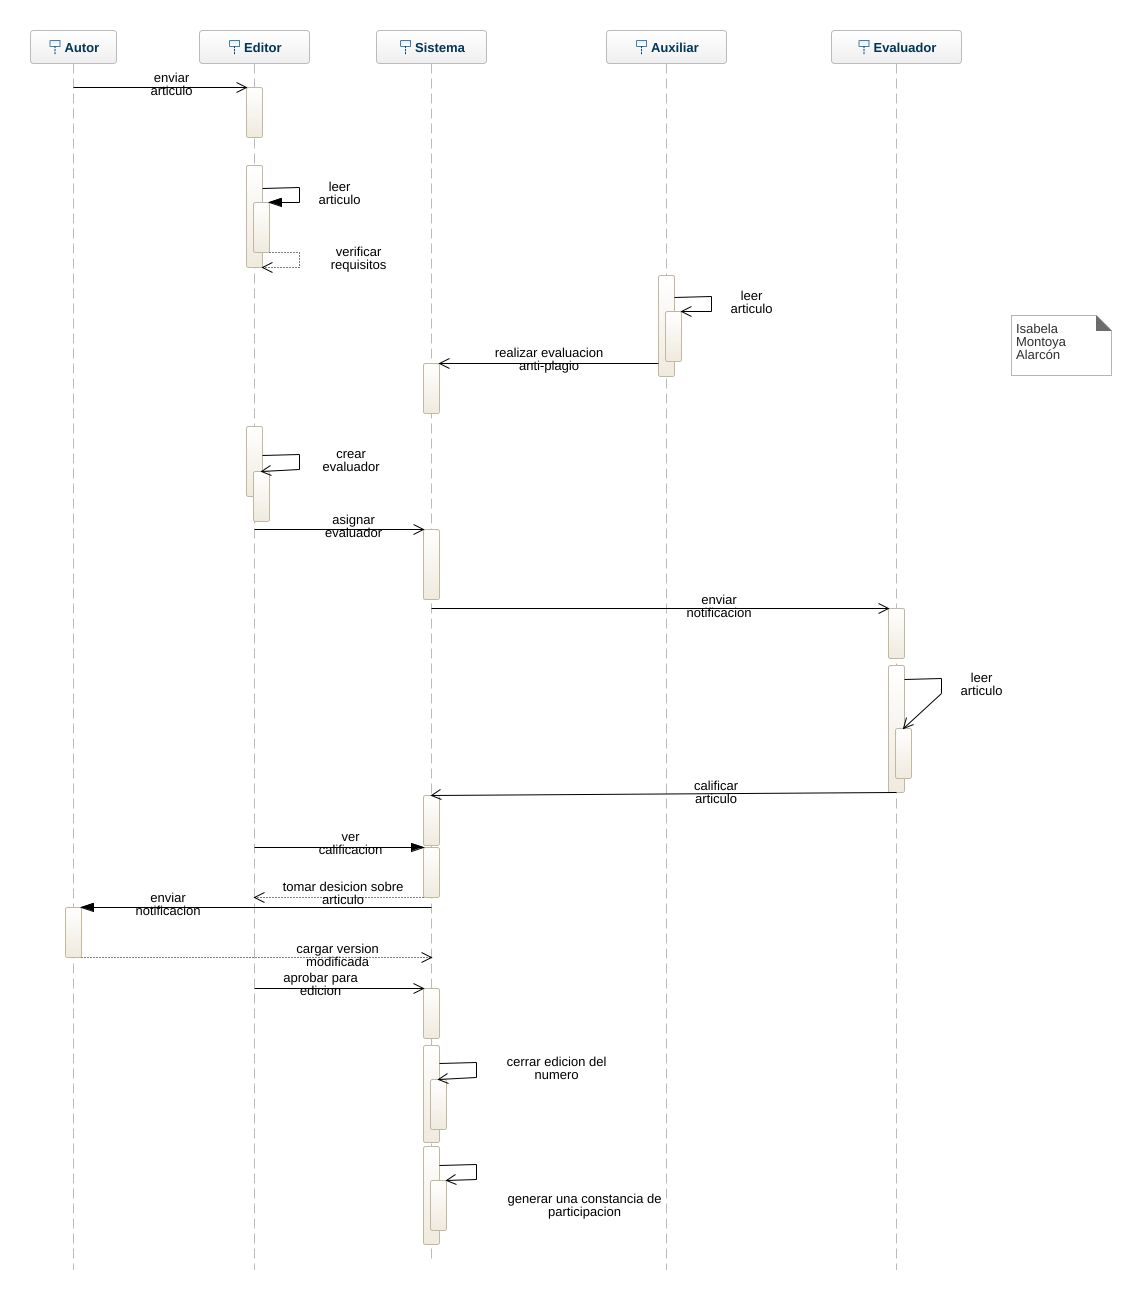 Autor
Editor
Sistema
Auxiliar
Evaluador
enviar
articulo
leer
articulo
verificar
requisitos
leer
articulo
Isabela
Montoya
Alarcón
realizar evaluacion
anti-plagio
crear
evaluador
asignar
evaluador
enviar
notificacion
leer
articulo
calificar
articulo
ver
calificacion
tomar desicion sobre
articulo
enviar
notificacion
cargar version
modificada
aprobar para
edicion
cerrar edicion del
numero
generar una constancia de
participacion